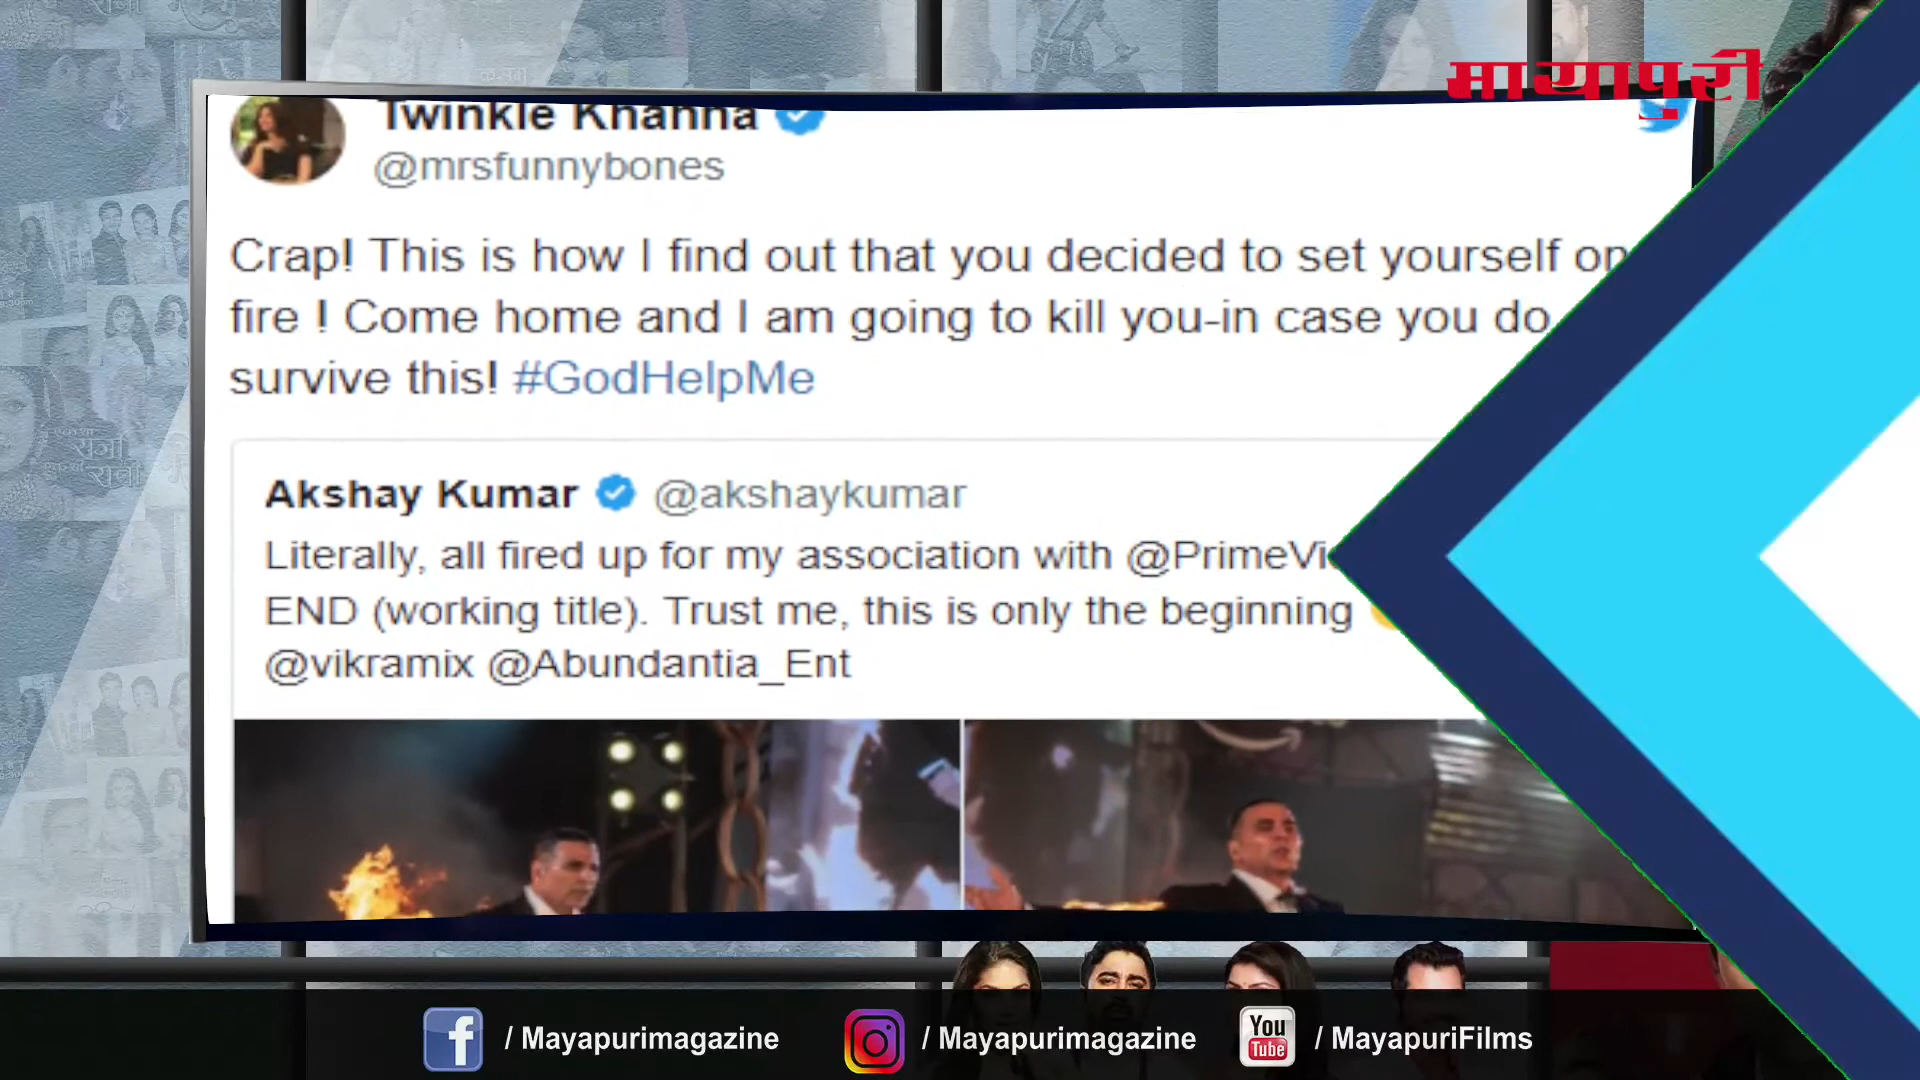 मायापुरी
Twinkle Khanna
@mrsfunnybones
Crap! This is how I find out that you decided to set yourself on
fire ! Come home and I am going to kill you-in case you do
survive this! #GodHelpMe
Akshay Kumar @akshaykumar
Literally, all fired up for my association with
END (working title). Trust me, this is only the beginning
@vikramix @Abundantia_Ent
/ Mayapurimagazine
/ Mayapurimagazine
You
Tube
/ MayapuriFilms